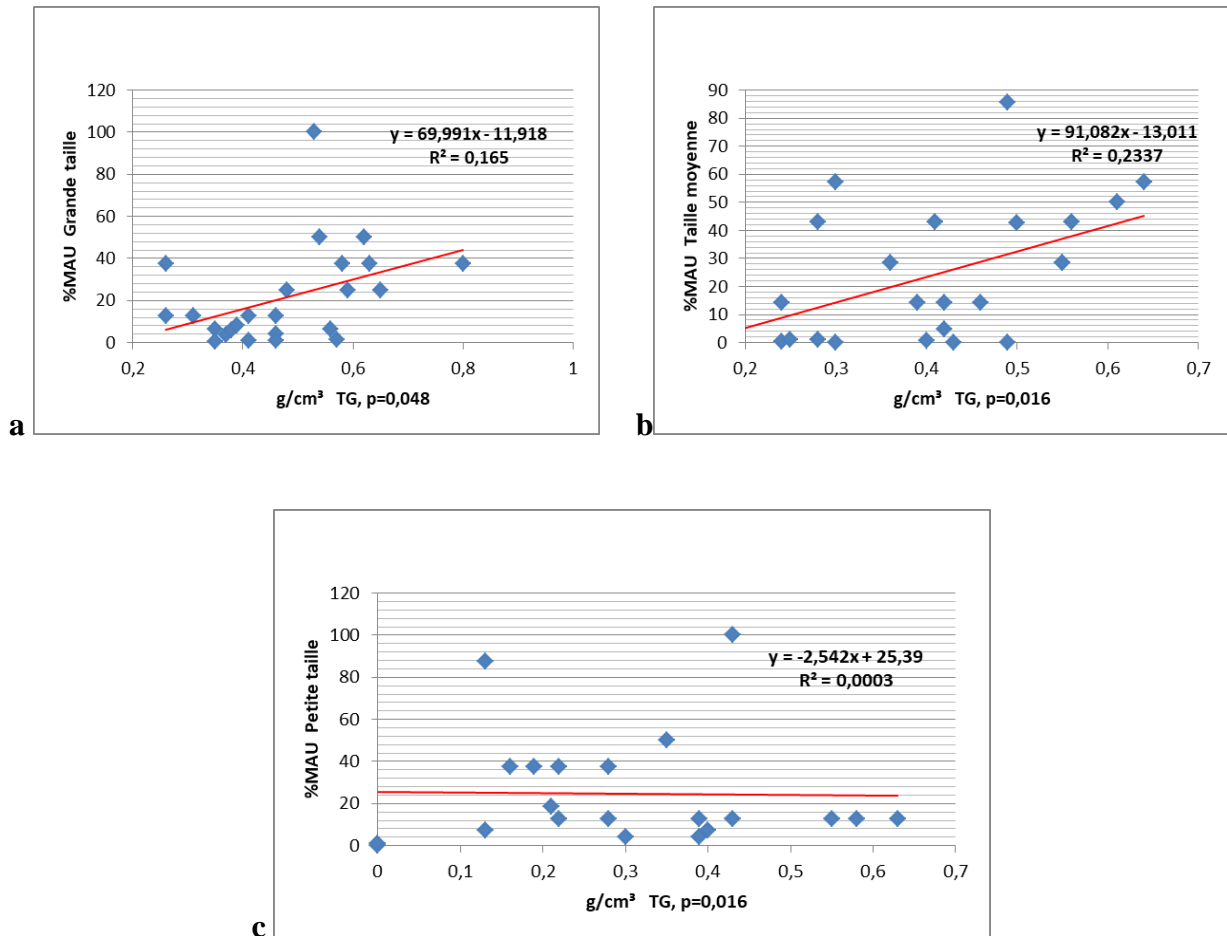 120
100
80
60
40
20
0
0,2
0,4
0,6
0,8
1
%MAU Grande taille
y = 69,991x - 11,918
R² = 0,165
g/cm³ TG, p=0,048
a
90
80
70
60
50
40
30
20
10
0
0,2
0,3
0,4
0,5
0,6
0,7
%MAU Taille moyenne
y = 91,082x - 13,011
R² = 0,2337
g/cm³ TG, p=0,016
b
120
100
80
60
40
20
0
0
0,1
0,2
0,3
0,4
0,5
0,6
0,7
%MAU Petite taille
y = -2,542x + 25,39
R² = 0,0003
g/cm³ TG, p=0,016
c